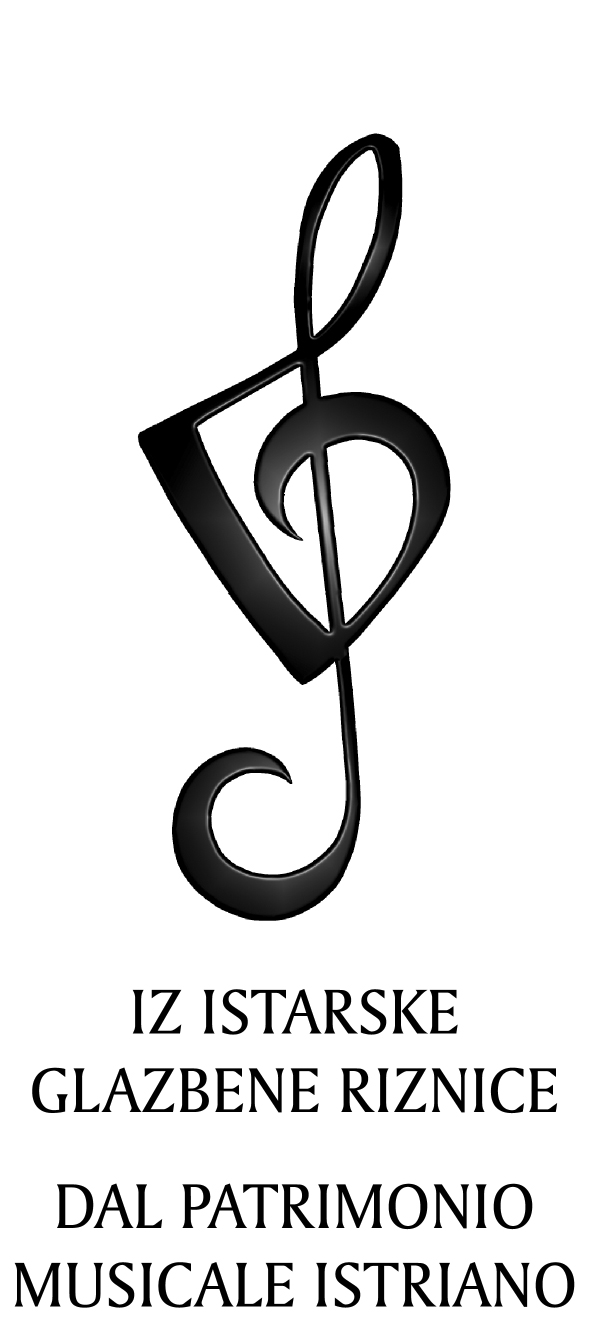 IZ ISTARSKE
GLAZBENE RIZNICE
DAL PATRIMONIO
MUSICALE ISTRIANO